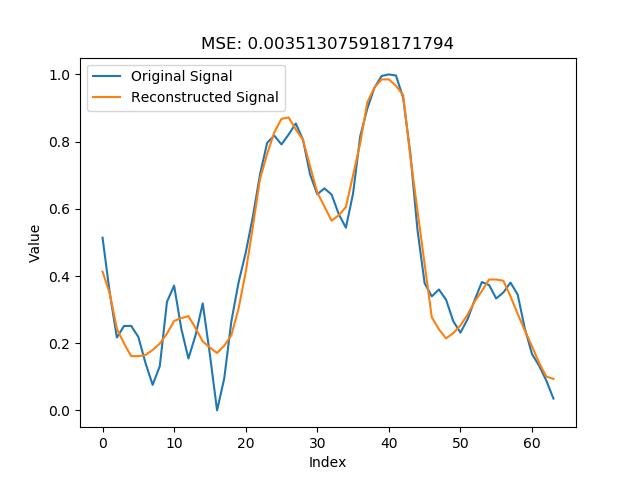 MSE: 0.003513075918171794
Original Signal
Reconstructed Signal
1.0
0.8
0.6
0.4
0.2
0.0
Value
0 10 20 30 40 50 60
Index